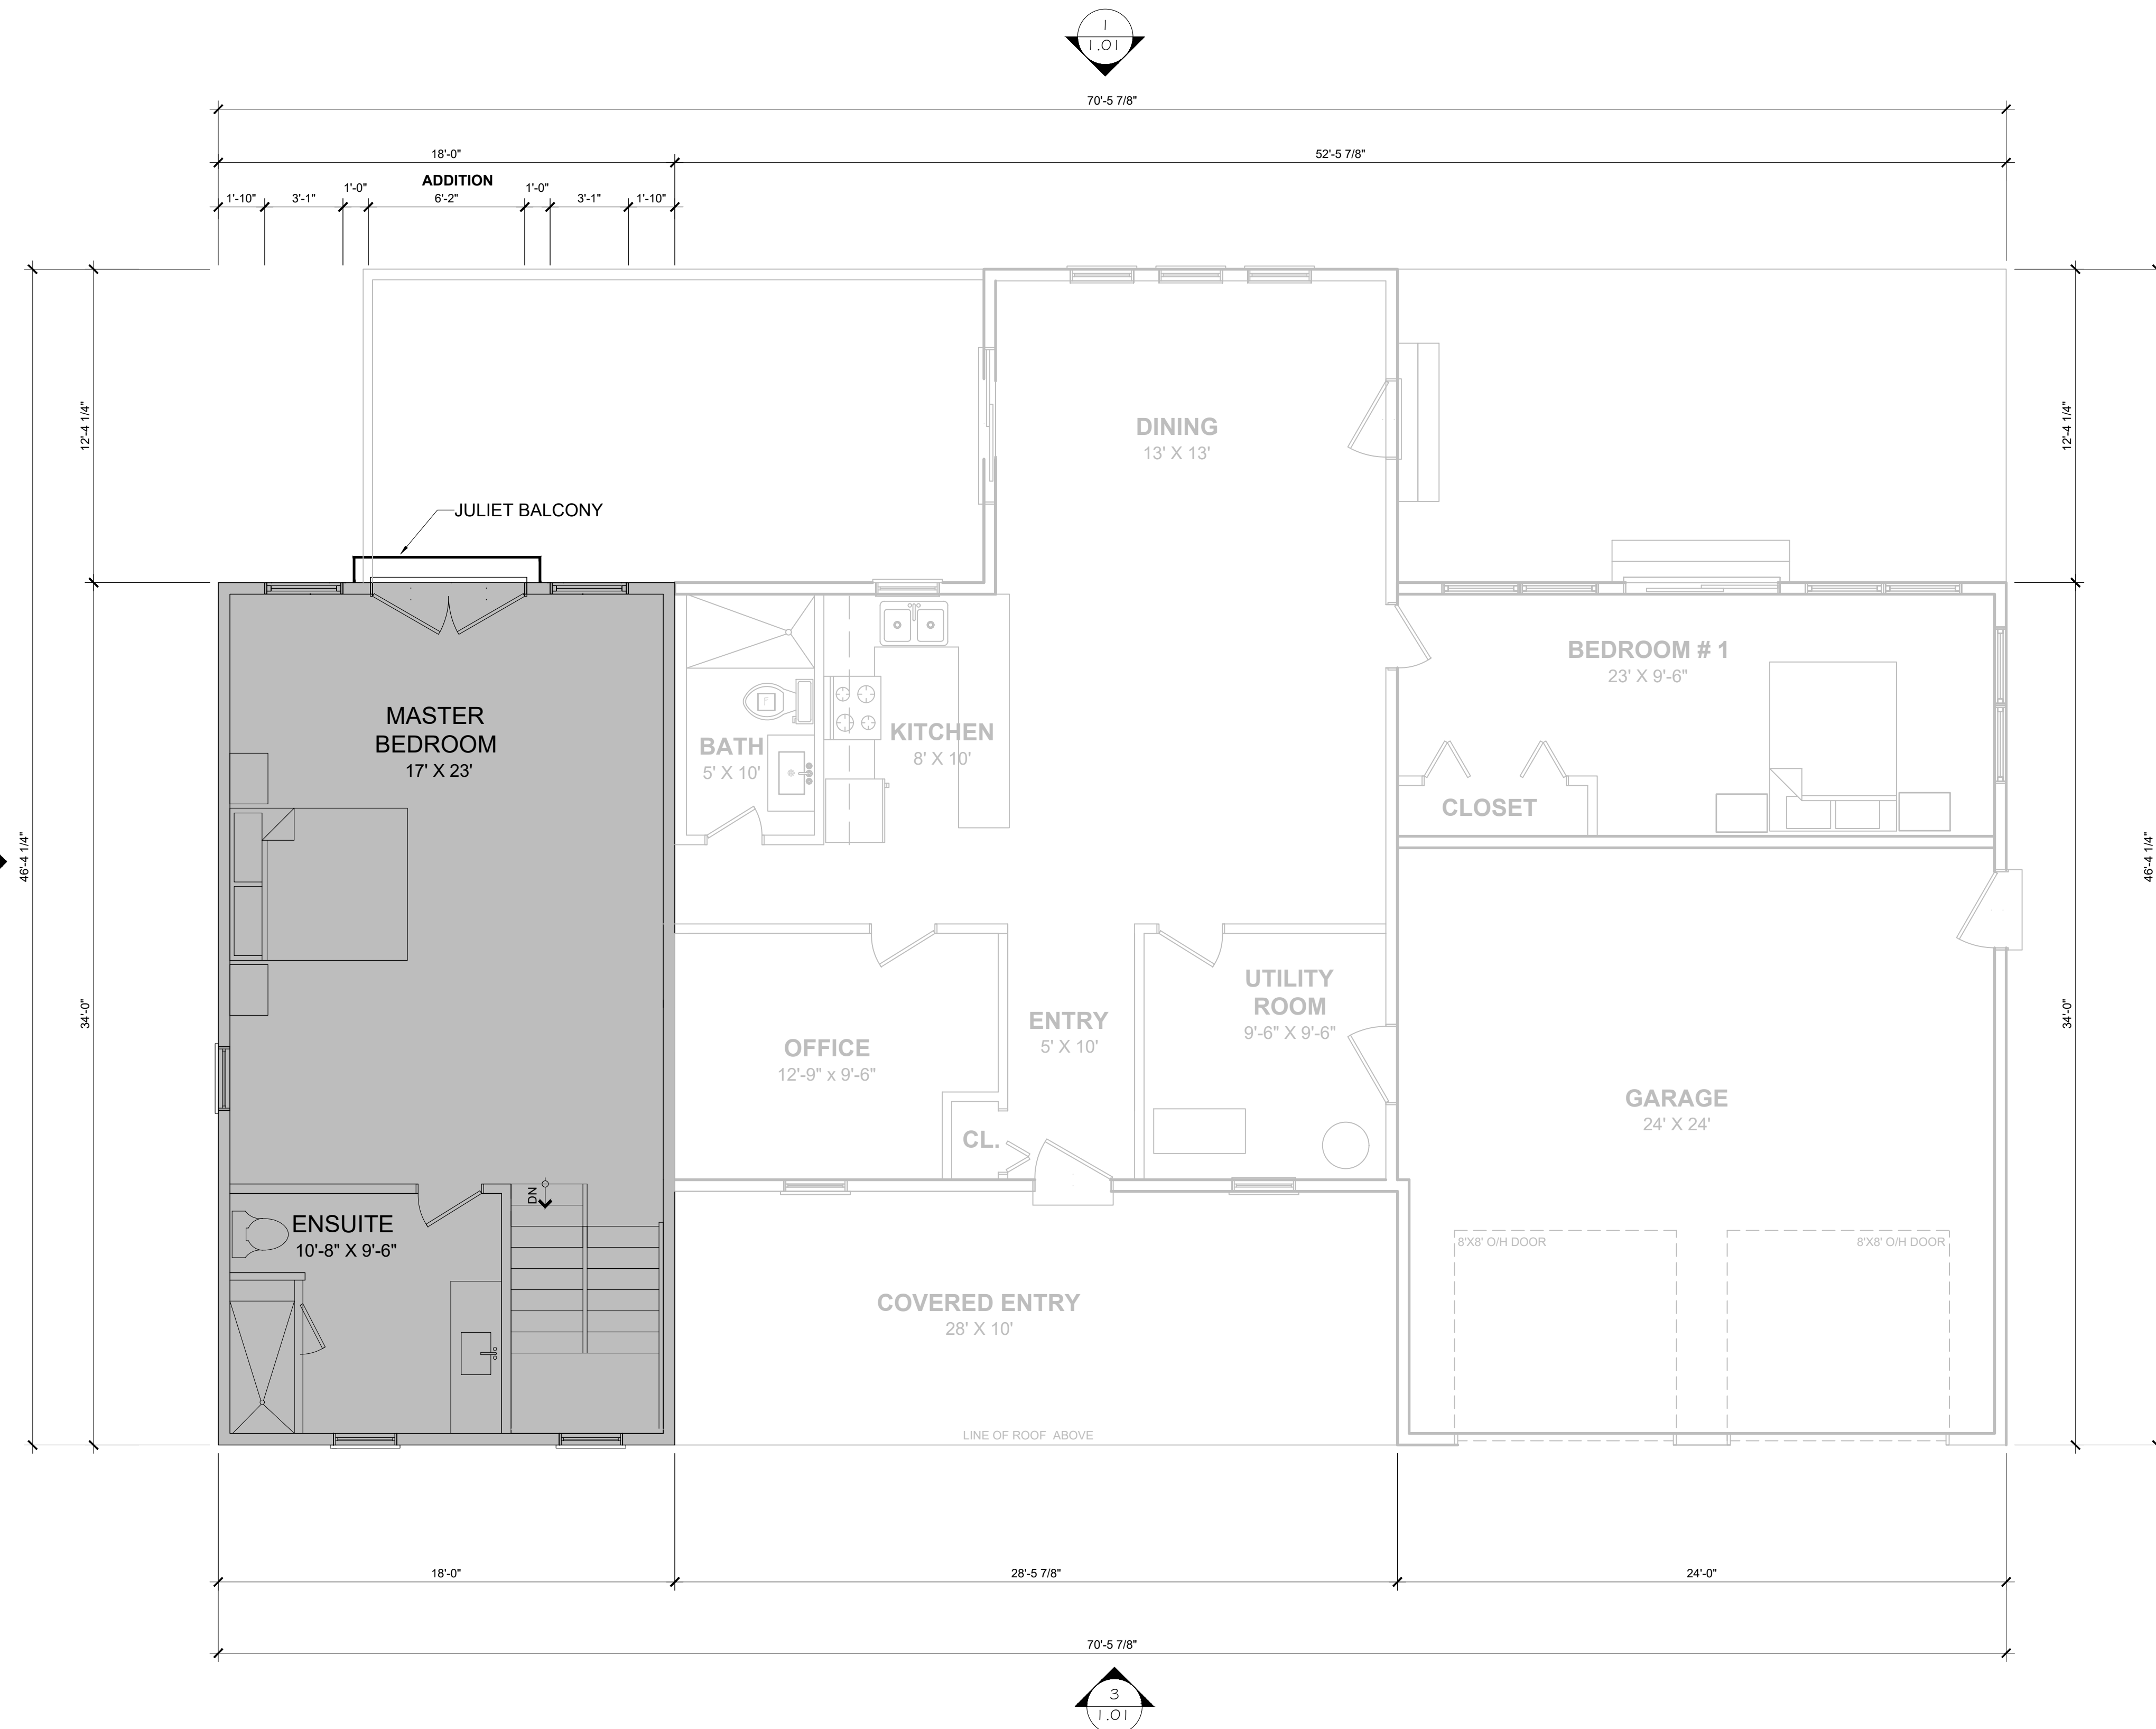 1
1.01
70'-5 7/8"
18'-0"
52'-5 7/8"
ADDITION
1'-10"
3'-1"
1'-0"
6'-2"
1'-0"
3'-1"
1'-10"
12'-4 1/4"
12'-4 1/4"
DINING
13' X 13'
JULIET BALCONY
MASTER
BEDROOM
17' X 23'
BATH
5' X 10'
F
KITCHEN
8' X 10'
BEDROOM # 1
23' X 9'-6"
CLOSET
46'-4 1/4"
46'-4 1/4"
34'-0"
34'-0"
OFFICE
12'-9" x 9'-6"
ENTRY
5' X 10'
UTILITY
ROOM
9'-6" X 9'-6"
CL.
GARAGE
24' X 24'
DN
ENSUITE
10'-8" X 9'-6"
8'X8' O/H DOOR
8'X8' O/H DOOR
COVERED ENTRY
28' X 10'
LINE OF ROOF ABOVE
18'-0"
28'-5 7/8"
24'-0"
70'-5 7/8"
3
1.01